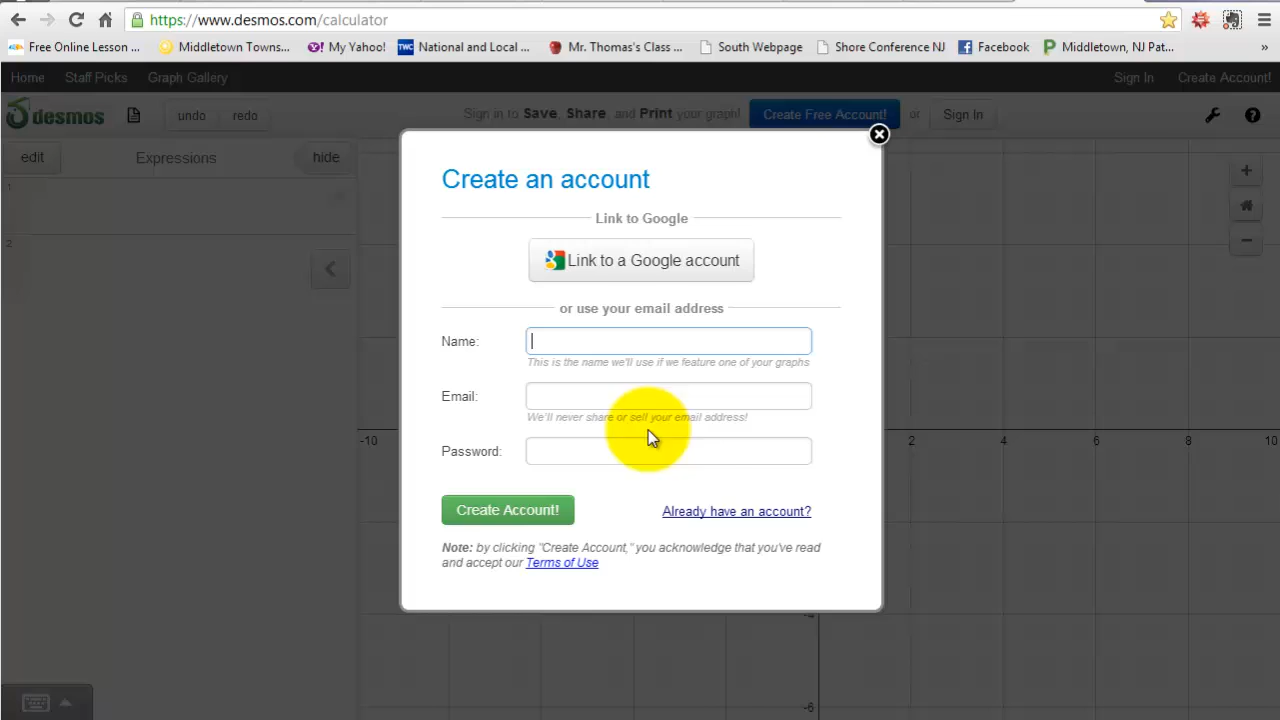 https://www.desmos.com/calculator
Free Online Lesson ... Middletown Towns... My Yahoo! TWC National and Local ... Mr. Thomas's Class ... South Webpage Shore Conference NJ Facebook Middletown, NJ Pat... »
Home Staff Picks Graph Gallery Sign In Create Account!
desmos undo redo Sign in to Save, Share, and Print your graph! Create Free Account! or Sign In
edit Expressions hide
1
2
Create an account
Link to Google
Link to a Google account
or use your email address
Name:
This is the name we'll use if we feature one of your graphs
Email:
We'll never share or sell your email address!
Password:
Create Account! Already have an account?
Note: by clicking "Create Account," you acknowledge that you've read
and accept our Terms of Use
-10 2 4 6 8 10
-4
-6